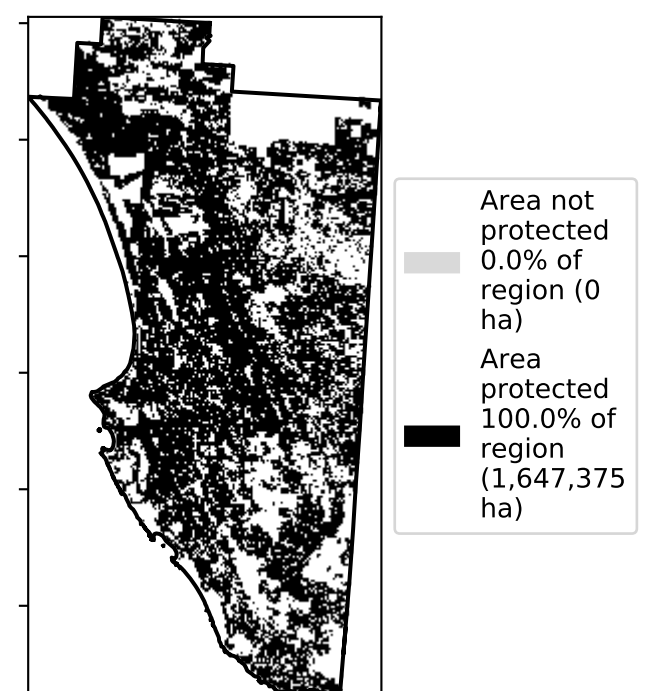 Area not
protected
0.0% of
region (0
ha)
Area
protected
100.0% of
region
(1,647,375
ha)